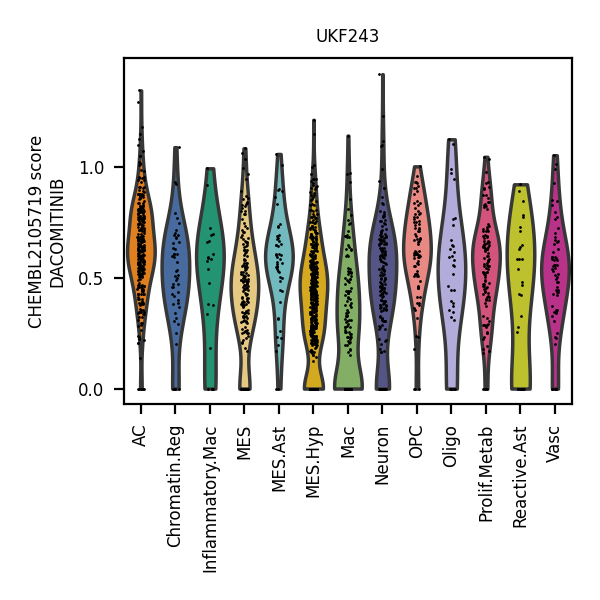 UKF243
CHEMBL2105719 score
DACOMITINIB
1.0
0.5
0.0
AC
Chromatin.Reg
Inflammatory.Mac
MES
MES.Ast
MES.Hyp
Mac
Neuron
OPC
Oligo
Prolif.Metab
Reactive.Ast
Vasc